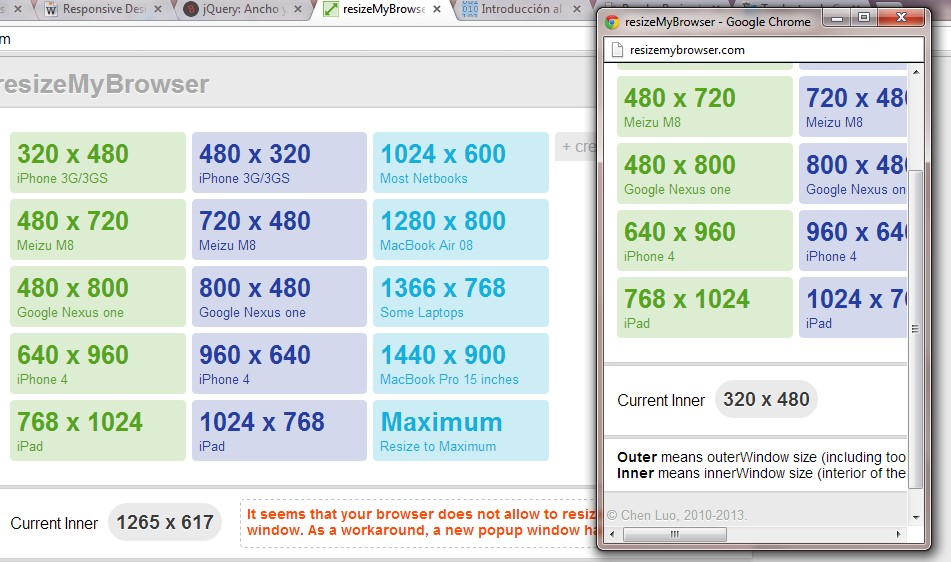 Responsive Des
jQuery: Ancho y
resizeMyBrowse
Introducción al
resizeMyBrowser
320 x 480
iPhone 3G/3GS
480 x 320
iPhone 3G/3GS
1024 x 600
Most Netbooks
+ cre
480 x 720
Meizu M8
720 x 480
Meizu M8
1280 x 800
MacBook Air 08
480 x 800
Google Nexus one
800 x 480
Google Nexus one
1366 x 768
Some Laptops
640 x 960
iPhone 4
960 x 640
iPhone 4
1440 x 900
MacBook Pro 15 inches
768 x 1024
iPad
1024 x 768
iPad
Maximum
Resize to Maximum
Current Inner 1265 x 617
It seems that your browser does not allow to resiz
window. As a workaround, a new popup window ha
resizeMyBrowser - Google Chrome
resizemybrowser.com
480 x 720
Meizu M8
720 x 480
Meizu M8
480 x 800
Google Nexus one
800 x 480
Google Nexus on
640 x 960
iPhone 4
960 x 640
iPhone 4
768 x 1024
iPad
1024 x 76
iPad
Current Inner 320 x 480
Outer means outerWindow size (including too
Inner means innerWindow size (interior of the
© Chen Luo, 2010-2013.